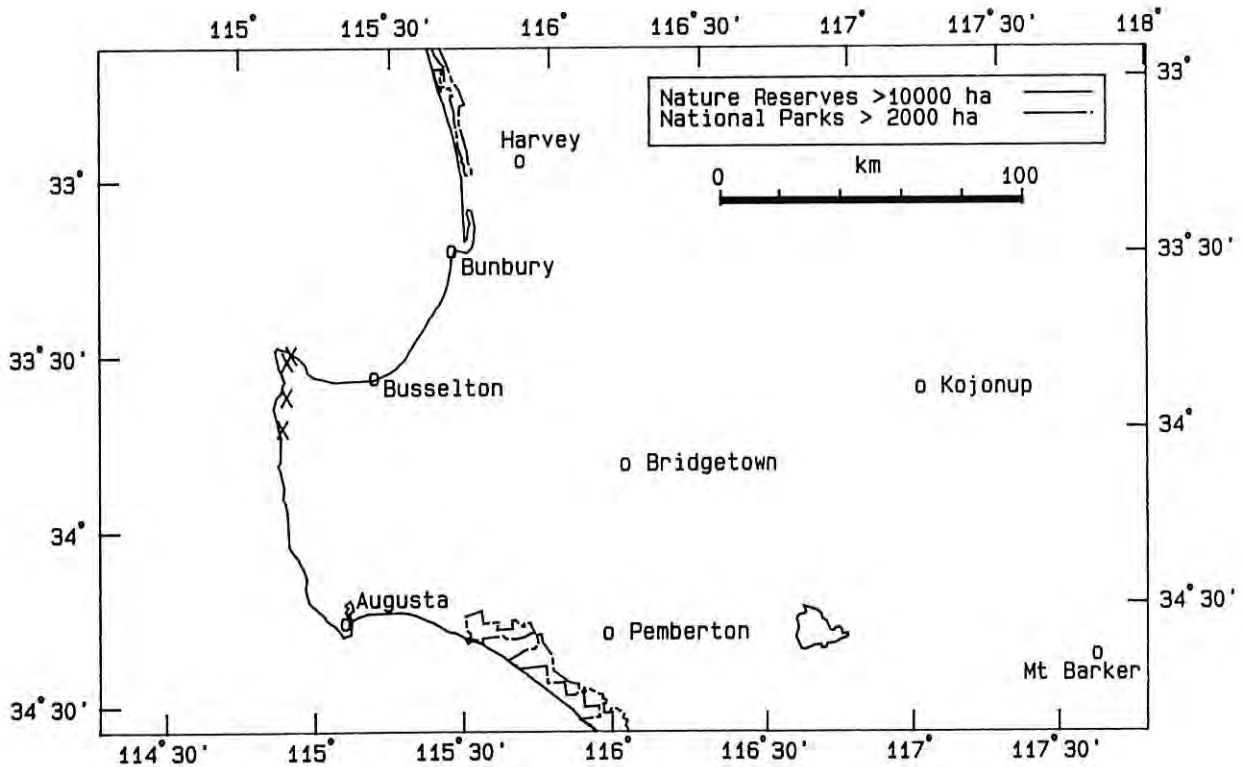 115° 115°30' 116° 116°30' 117° 117°30' 118°
33°
Nature Reserves >10000 ha
National Parks > 2000 ha
km
0 100
Harvey
33°
33°30'
Bunbury
33°30'
Busselton
Kojonup
34°
Bridgetown
34°
Augusta
34°30'
Pemberton
Mt Barker
34°30'
114°30' 115° 115°30' 116° 116°30' 117° 117°30'